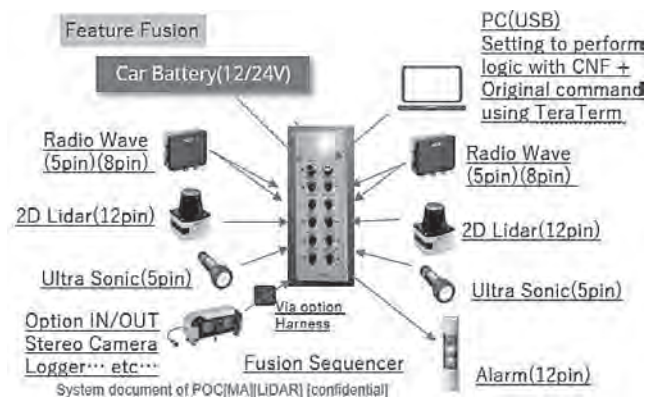 Feature Fusion
Car Battery(12/24V)
PC(USB)
Setting to perform
logic with CNF +
Original command
using TeraTerm
Radio Wave
(5pin)(8pin)
Radio Wave
(5pin)(8pin)
2D Lidar(12pin)
2D Lidar(12pin)
Ultra Sonic(5pin)
Ultra Sonic(5pin)
Option IN/OUT
Stereo Camera
Logger… etc…
Via option
Harness
Fusion Sequencer
Alarm(12pin)
System document of POC[MA][LiDAR] [confidential]